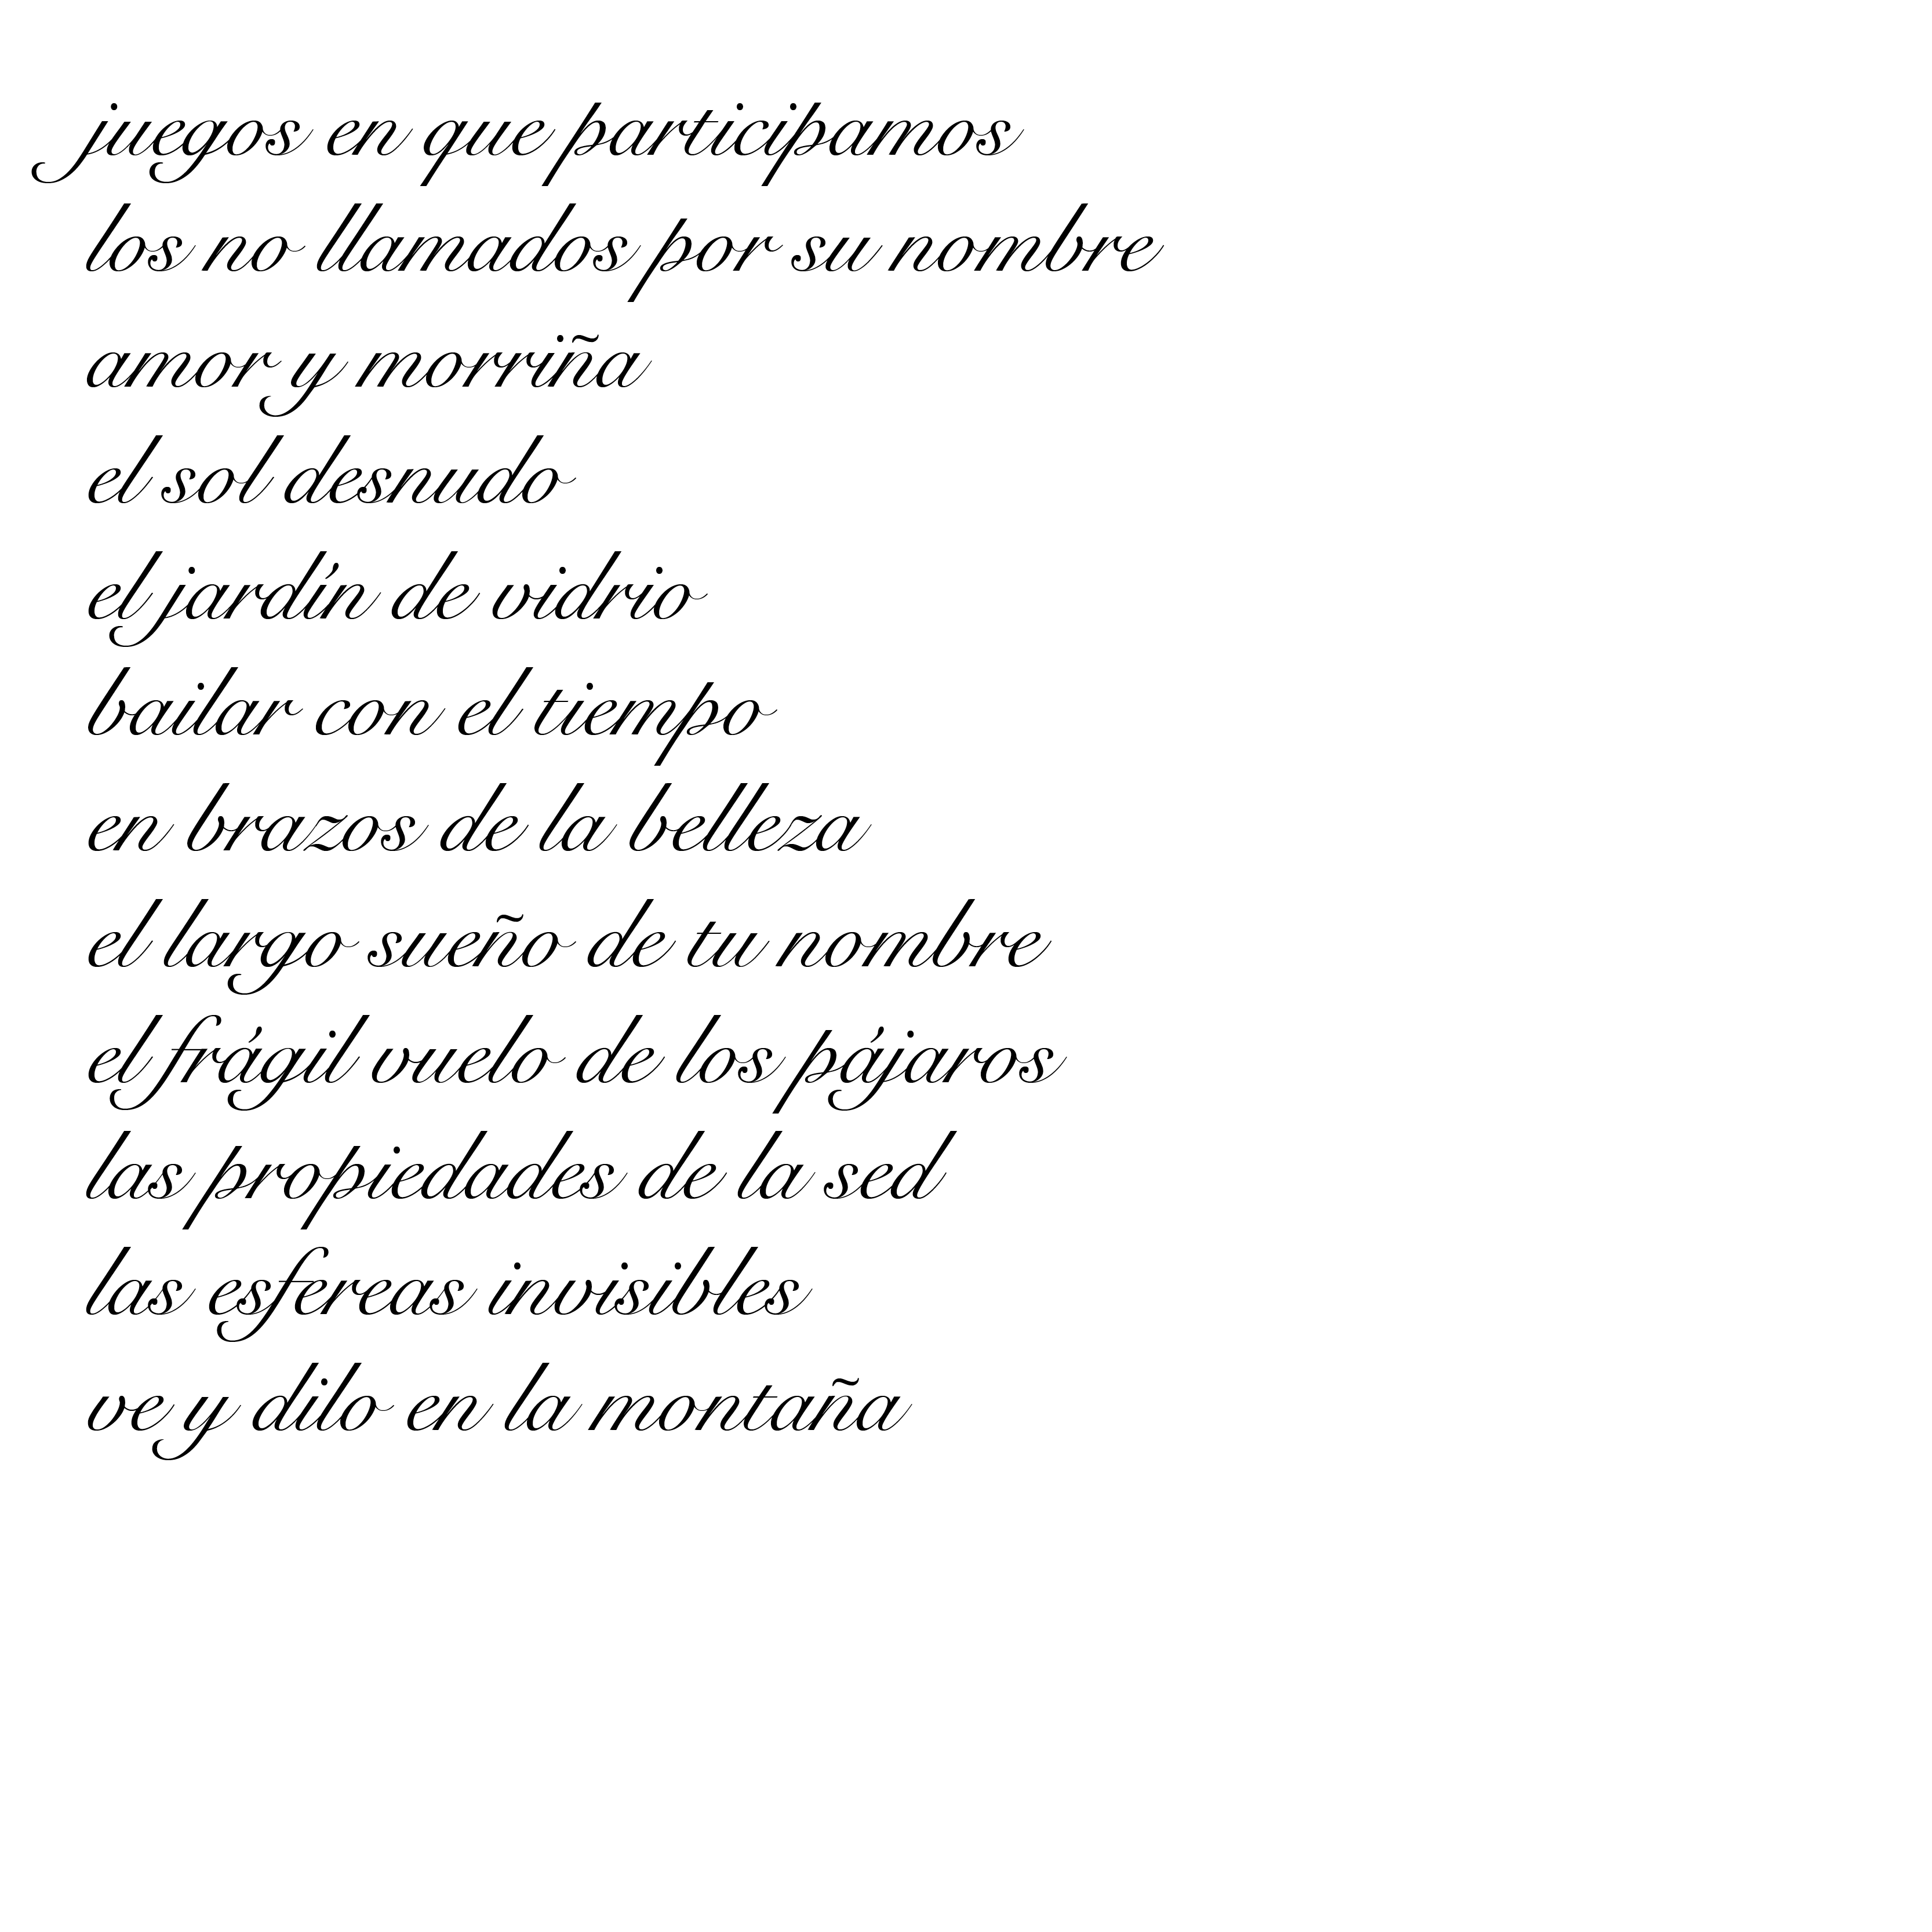 juegos en que participamos
los no llamados por su nombre
amor y morriña
el sol desnudo
el jardín de vidrio
bailar con el tiempo
en brazos de la belleza
el largo sueño de tu nombre
el frágil vuelo de los pájaros
las propiedades de la sed
las esfereas invisibles
ve y dilo en la montaña